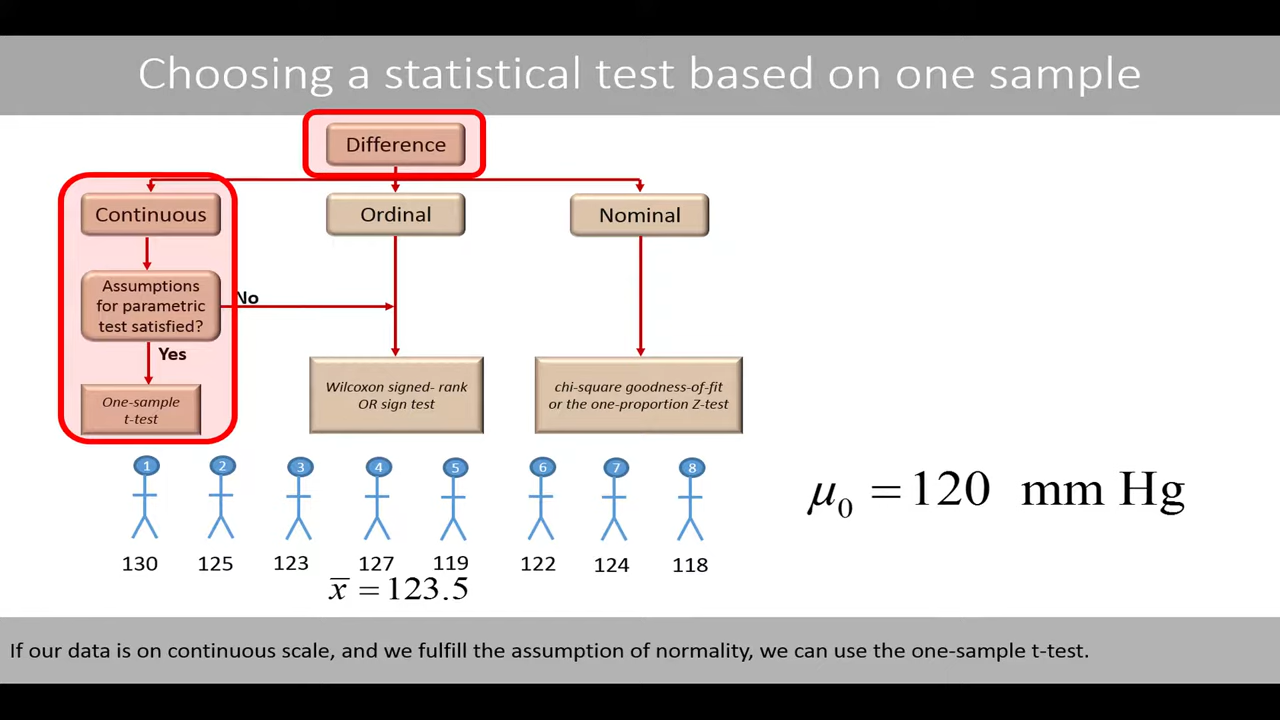 Choosing a statistical test based on one sample
Difference
Continuous
Ordinal
Nominal
Assumptions
for parametric
test satisfied?
No
Yes
One-sample
t-test
Wilcoxon signed- rank
OR sign test
chi-square goodness-of-fit
or the one-proportion Z-test
1 2 3 4 5 6 7 8
130 125 123 127 119 122 124 118
x̅ = 123.5
μ₀ = 120 mm Hg
If our data is on continuous scale, and we fulfill the assumption of normality, we can use the one-sample t-test.